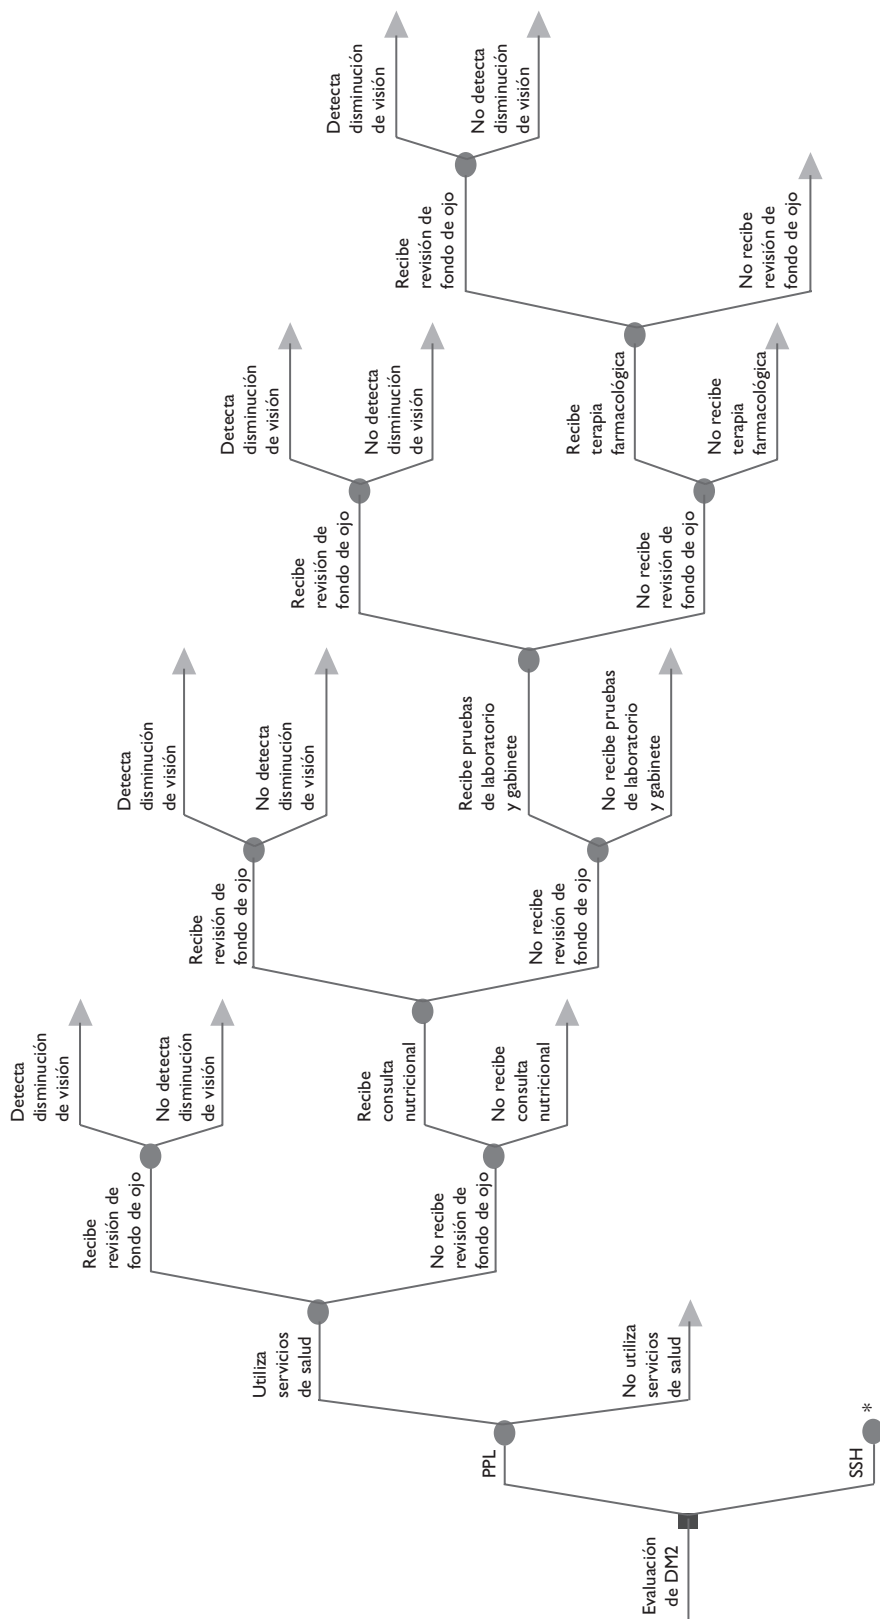 Evaluación
de DM2
PPL
SSH
*
Utiliza
servicios
de salud
No utiliza
servicios
de salud
Recibe
revisión de
fondo de ojo
No recibe
revisión de
fondo de ojo
Detecta
disminución
de visión
No detecta
disminución
de visión
Recibe
consulta
nutricional
No recibe
consulta
nutricional
Recibe
revisión de
fondo de ojo
No recibe
revisión de
fondo de ojo
Detecta
disminución
de visión
No detecta
disminución
de visión
Recibe pruebas
de laboratorio
y gabinete
No recibe pruebas
de laboratorio
y gabinete
Recibe
revisión de
fondo de ojo
No recibe
revisión de
fondo de ojo
Detecta
disminución
de visión
No detecta
disminución
de visión
Recibe
terapia
farmacológica
No recibe
terapia
farmacológica
Recibe
revisión de
fondo de ojo
No recibe
revisión de
fondo de ojo
Detecta
disminución
de visión
No detecta
disminución
de visión